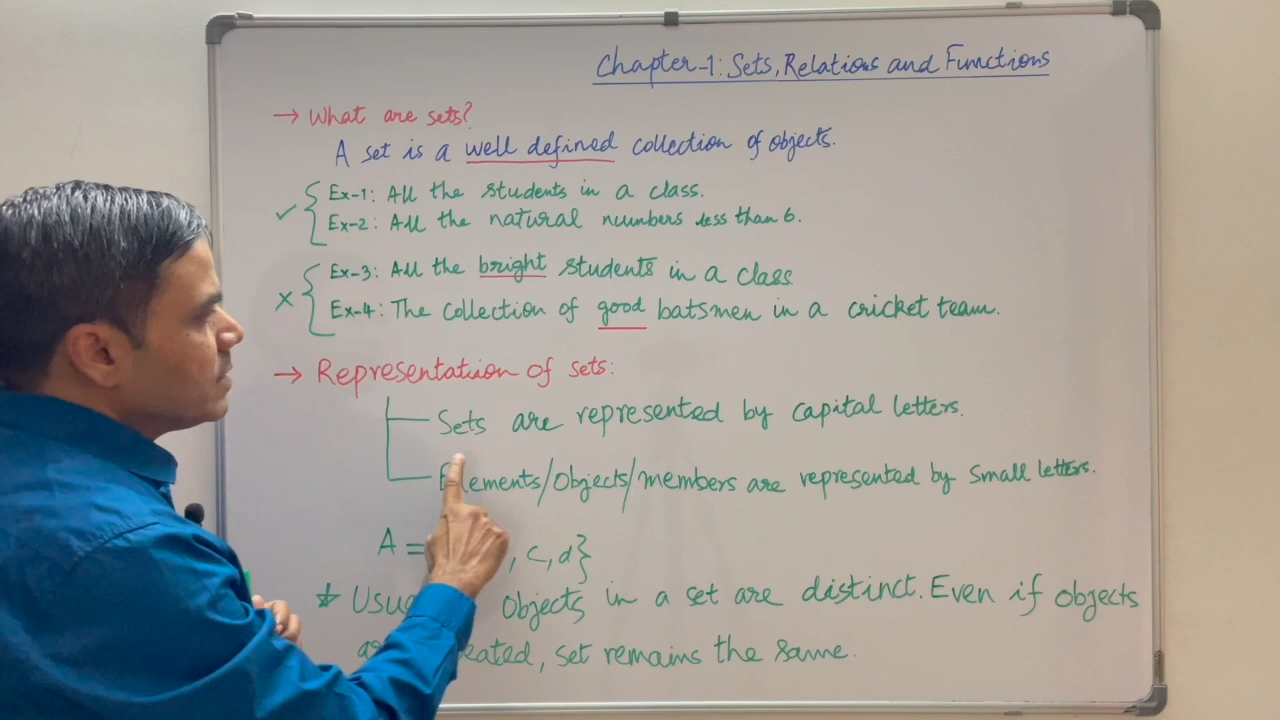 Chapter-1: Sets, Relations and Functions
→ What are sets?
A set is a well defined collection of objects.
✓ Ex-1: All the students in a class.
Ex-2: All the natural numbers less than 6.
× Ex-3: All the bright students in a class
Ex-4: The collection of good batsmen in a cricket team.
→ Representation of sets:
Sets are represented by capital letters.
Elements/Objects/members are represented by small letters.
A = , c, d}
objects in a set are distinct. Even if objects
, set remains the same.